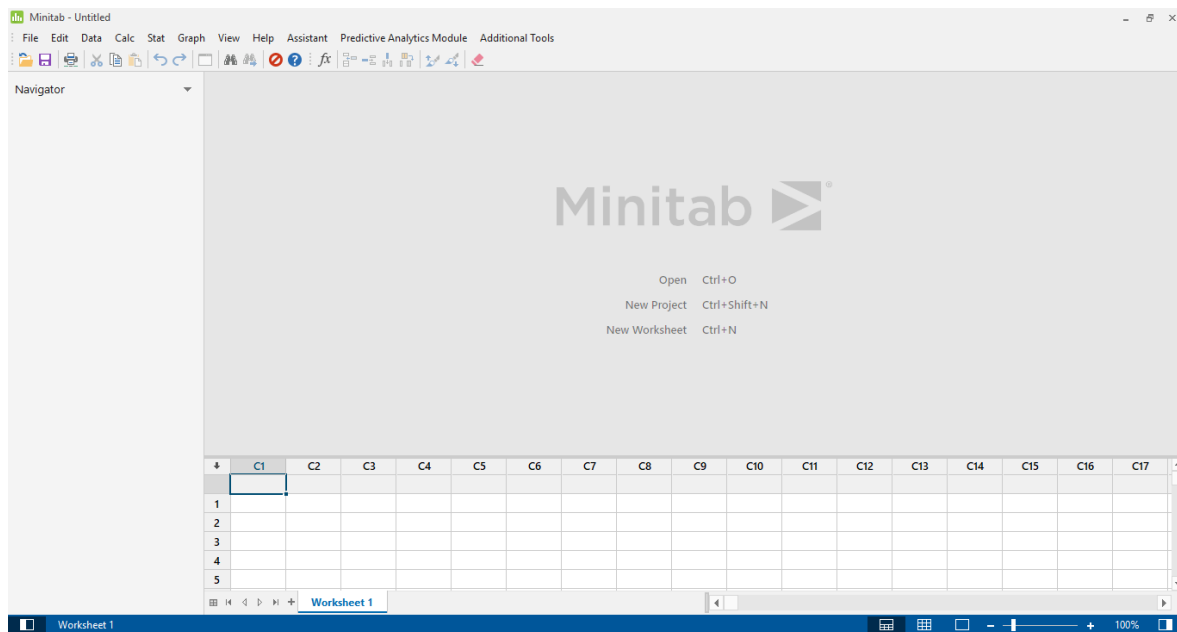 Minitab - Untitled
File Edit Data Calc Stat Graph View Help Assistant Predictive Analytics Module Additional Tools
fx
Navigator
Minitab
Open Ctrl+O
New Project Ctrl+Shift+N
New Worksheet Ctrl+N
C1 C2 C3 C4 C5 C6 C7 C8 C9 C10 C11 C12 C13 C14 C15 C16 C17
1
2
3
4
5
Worksheet 1
Worksheet 1 100%